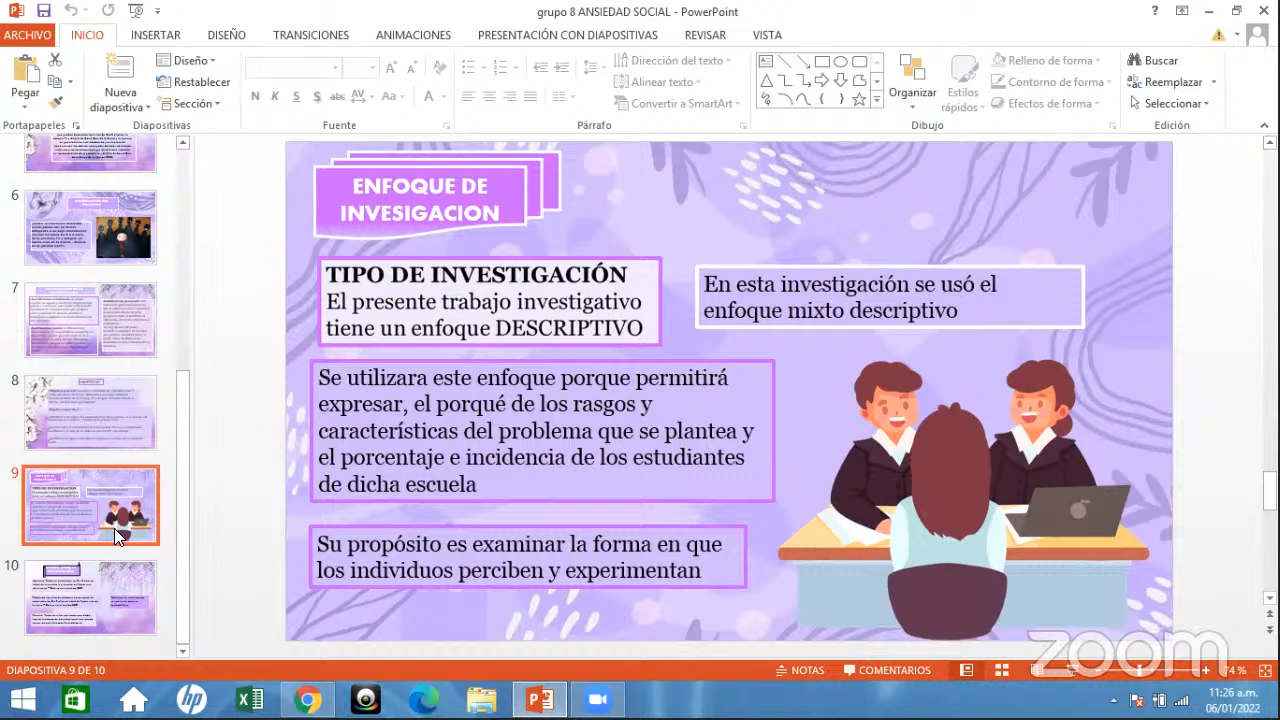 grupo 8 ANSIEDAD SOCIAL - PowerPoint
ARCHIVO INICIO INSERTAR DISEÑO TRANSICIONES ANIMACIONES PRESENTACIÓN CON DIAPOSITIVAS REVISAR VISTA
Pegar
Nueva
diapositiva
Diseño
Restablecer
Sección
N K S S abc AV Aa A
Dirección del texto
Alinear texto
Convertir a SmartArt
Organizar
Estilos
rápidos
Relleno de forma
Contorno de forma
Efectos de forma
Buscar
Reemplazar
Seleccionar
Portapapeles Diapositivas Fuente Párrafo Dibujo Edición
6
7
8
9
10
ENFOQUE DE
INVESIGACION
TIPO DE INVESTIGACIÓN
El presente trabajo investigativo
tiene un enfoque DESCRIPTIVO
En esta investigación se usó el
enfoque mixto descriptivo
Se utilizara este enfoque porque permitirá
expresar, el porque de los rasgos y
características del problema que se plantea y
el porcentaje e incidencia de los estudiantes
de dicha escuela
Su propósito es examinar la forma en que
los individuos perciben y experimentan
zoom
DIAPOSITIVA 9 DE 10 NOTAS COMENTARIOS 74 %
11:26 a.m.
06/01/2022